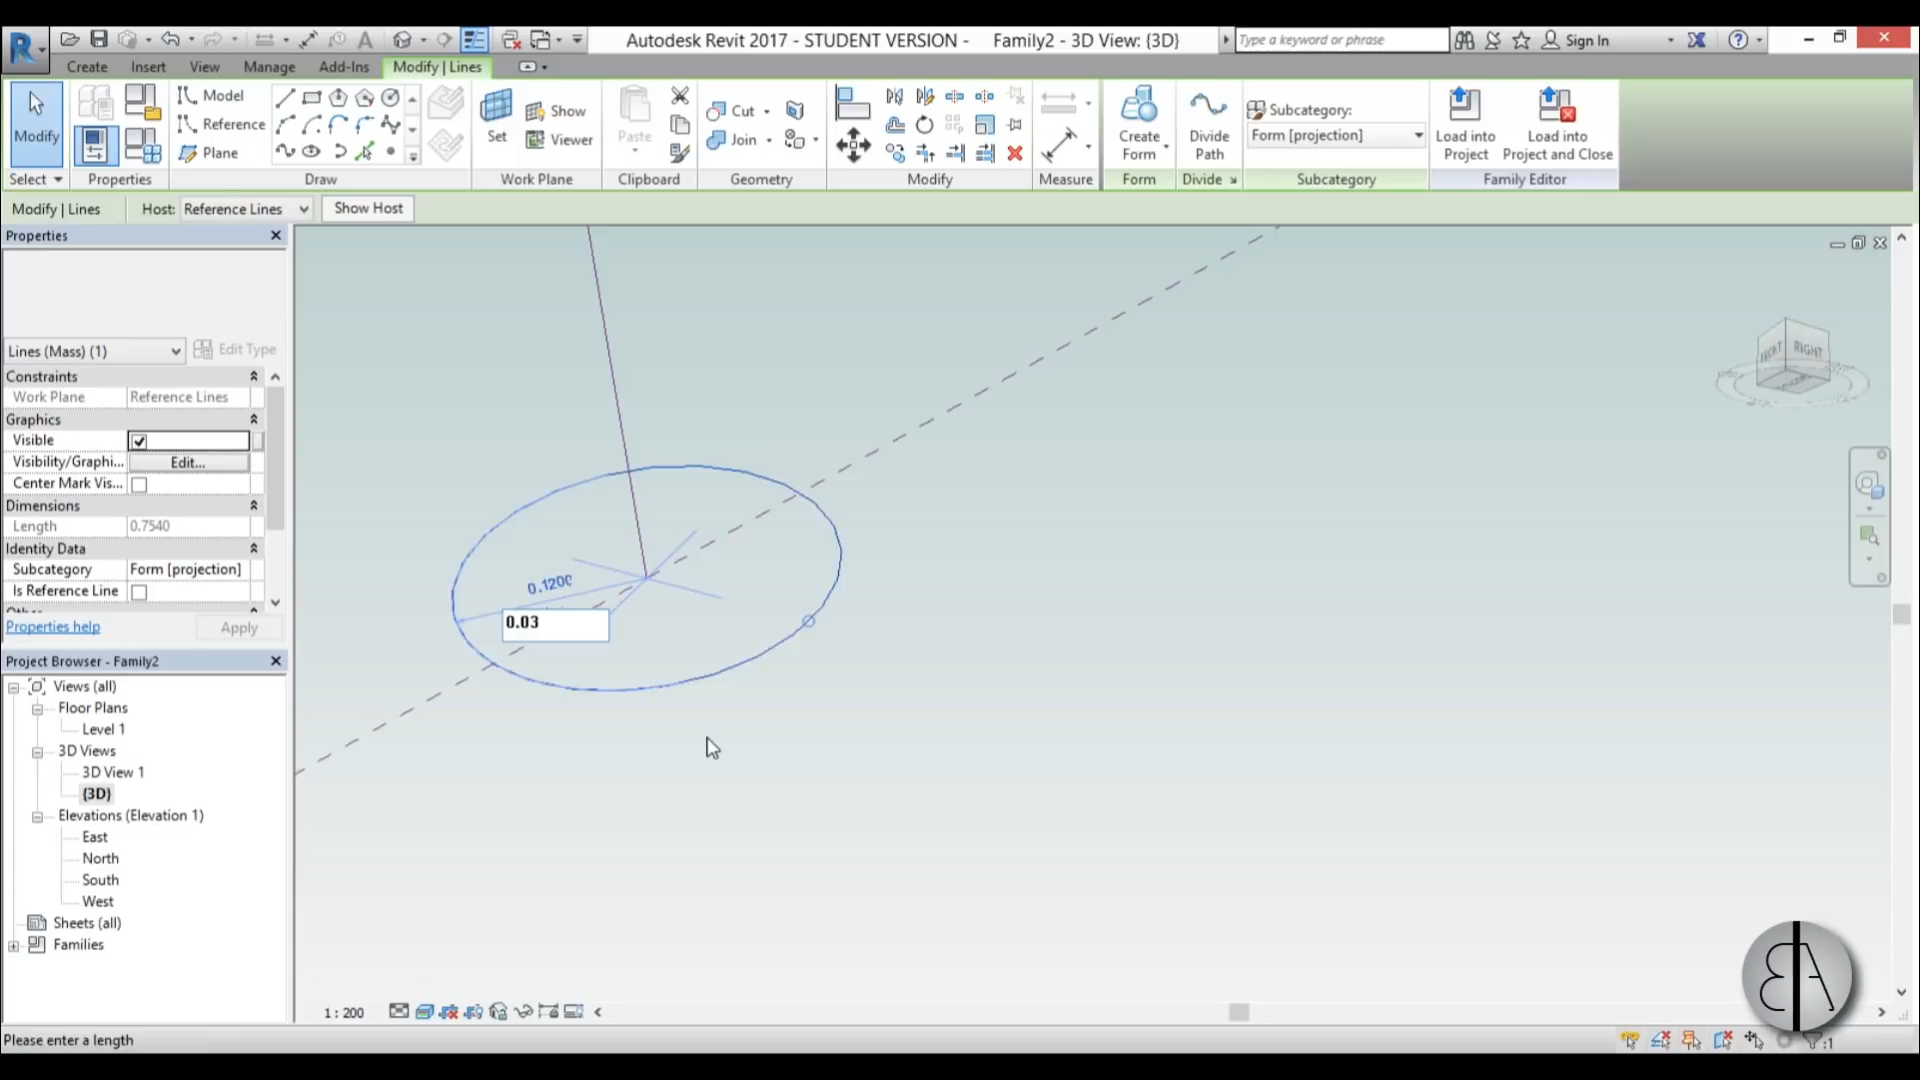 Autodesk Revit 2017 - STUDENT VERSION - Family2 - 3D View: {3D}
Type a keyword or phrase
Sign In
Create Insert View Manage Add-Ins Modify | Lines
Modify
Select
Properties
Model
Reference
Plane
Draw
Set
Show
Viewer
Work Plane
Paste
Clipboard
Cut
Join
Geometry
Modify
Measure
Create
Form
Form
Divide
Path
Divide
Subcategory:
Form [projection]
Subcategory
Load into
Project
Load into
Project and Close
Family Editor
Modify | Lines Host: Reference Lines Show Host
Properties
Lines (Mass) (1) Edit Type
Constraints
Work Plane Reference Lines
Graphics
Visible
Visibility/Graphi... Edit...
Center Mark Vis...
Dimensions
Length 0.7540
Identity Data
Subcategory Form [projection]
Is Reference Line
Other
Properties help Apply
Project Browser - Family2
Views (all)
Floor Plans
Level 1
3D Views
3D View 1
{3D}
Elevations (Elevation 1)
East
North
South
West
Sheets (all)
Families
0.1200
0.03
FRONT RIGHT
1 : 200
Please enter a length
:1